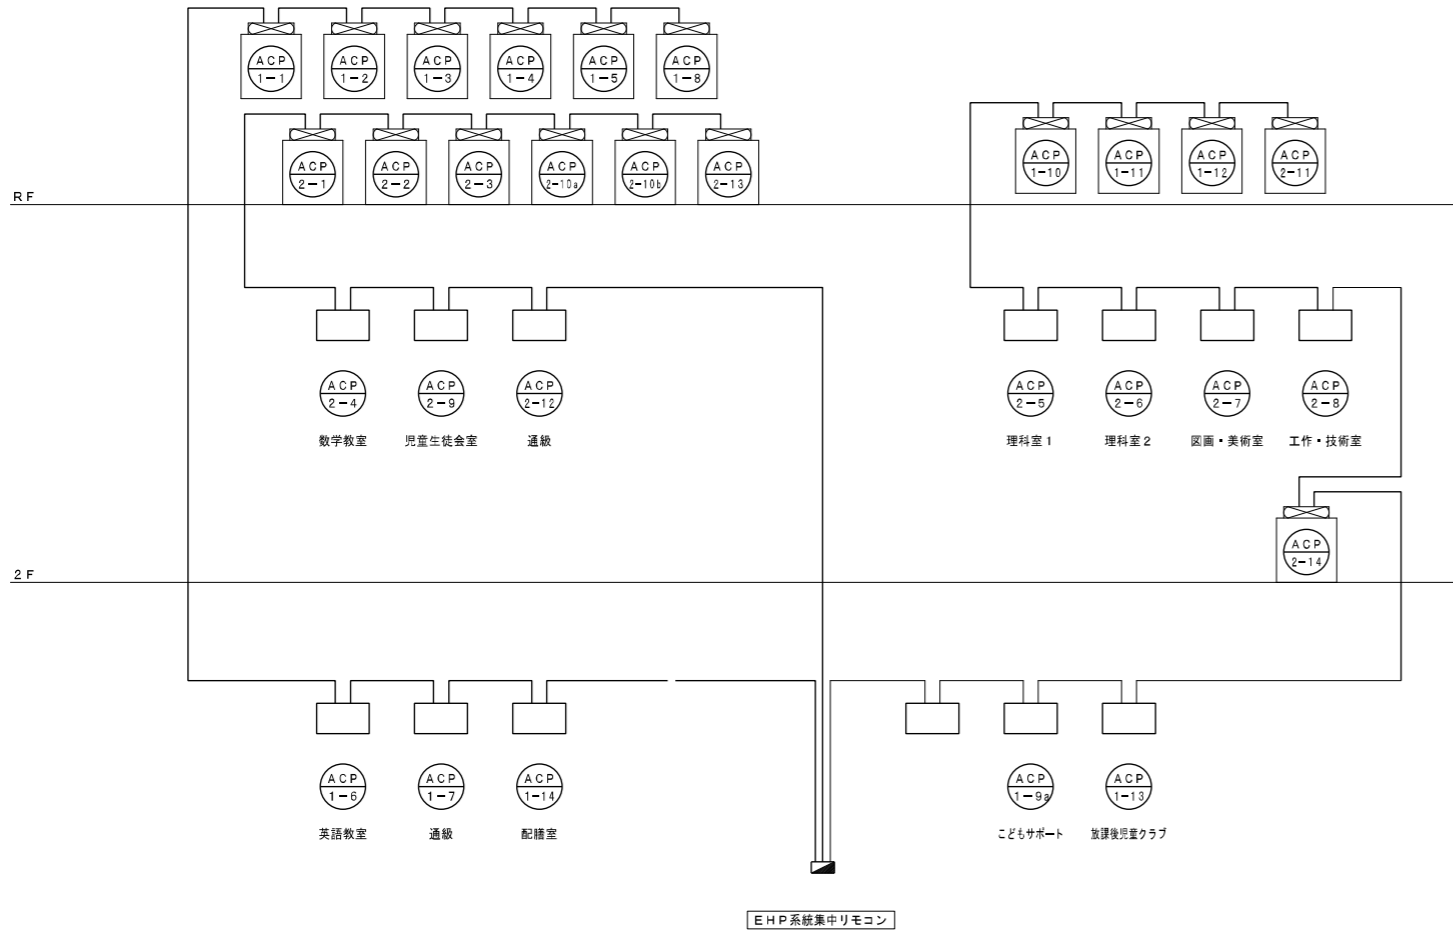 ACP 1-1
ACP 1-2
ACP 1-3
ACP 1-4
ACP 1-5
ACP 1-8
ACP 2-1
ACP 2-2
ACP 2-3
ACP 2-10a
ACP 2-10b
ACP 2-13
ACP 1-10
ACP 1-11
ACP 1-12
ACP 2-11
RF
ACP 2-4
ACP 2-9
ACP 2-12
ACP 2-5
ACP 2-6
ACP 2-7
ACP 2-8
数学教室
児童生徒会室
通級
理科室1
理科室2
図画・美術室
工作・技術室
ACP 2-14
2F
ACP 1-6
ACP 1-7
ACP 1-14
ACP 1-9a
ACP 1-13
英語教室
通級
配膳室
こどもサポート
放課後児童クラブ
EHP系統集中リモコン